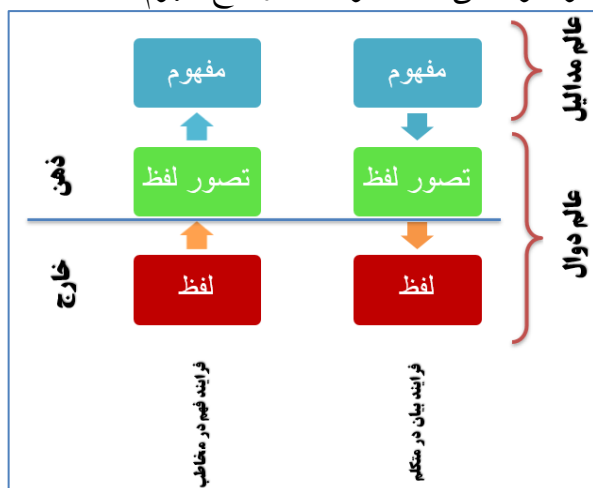 عالم مدالیل
مفهوم
مفهوم
ذهن
تصور لفظ
تصور لفظ
عالم دوال
خارج
لفظ
لفظ
فرایند بیان در متکلم
فرایند فهم در مخاطب